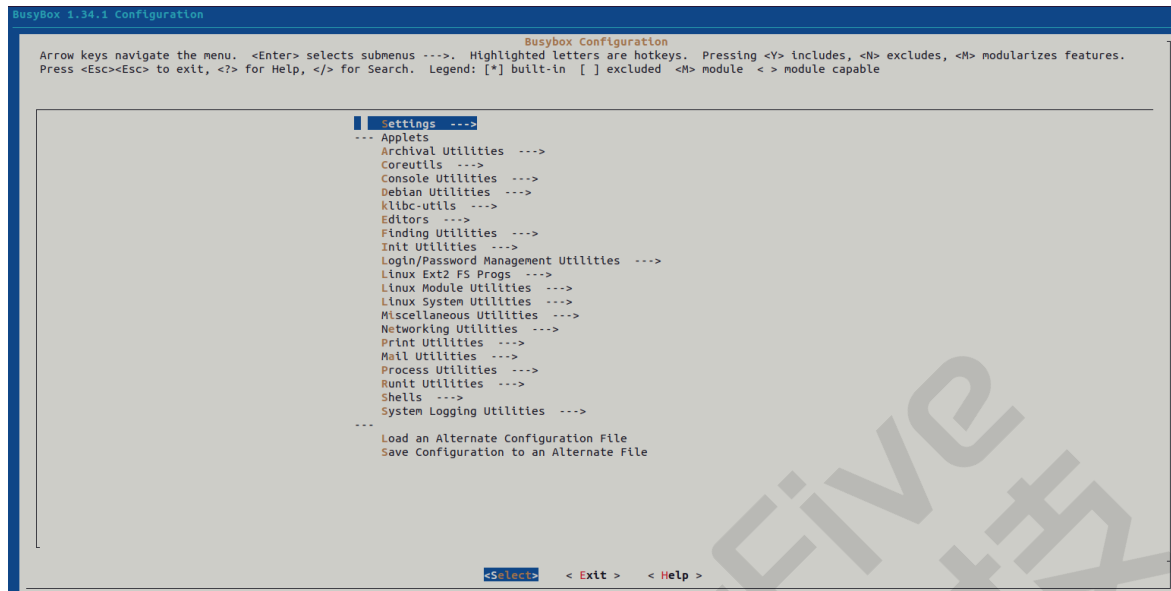 BusyBox 1.34.1 Configuration
Busybox Configuration
Arrow keys navigate the menu.  <Enter> selects submenus --->.  Highlighted letters are hotkeys.  Pressing <Y> includes, <N> excludes, <M> modularizes features.
Press <Esc><Esc> to exit, <?> for Help, </> for Search.  Legend: [*] built-in  [ ] excluded  <M> module  < > module capable
Settings  --->
--- Applets
Archival Utilities  --->
Coreutils  --->
Console Utilities  --->
Debian Utilities  --->
klibc-utils  --->
Editors  --->
Finding Utilities  --->
Init Utilities  --->
Login/Password Management Utilities  --->
Linux Ext2 FS Progs  --->
Linux Module Utilities  --->
Linux System Utilities  --->
Miscellaneous Utilities  --->
Networking Utilities  --->
Print Utilities  --->
Mail Utilities  --->
Process Utilities  --->
Runit Utilities  --->
Shells  --->
System Logging Utilities  --->
---
Load an Alternate Configuration File
Save Configuration to an Alternate File
<Select>    < Exit >    < Help >